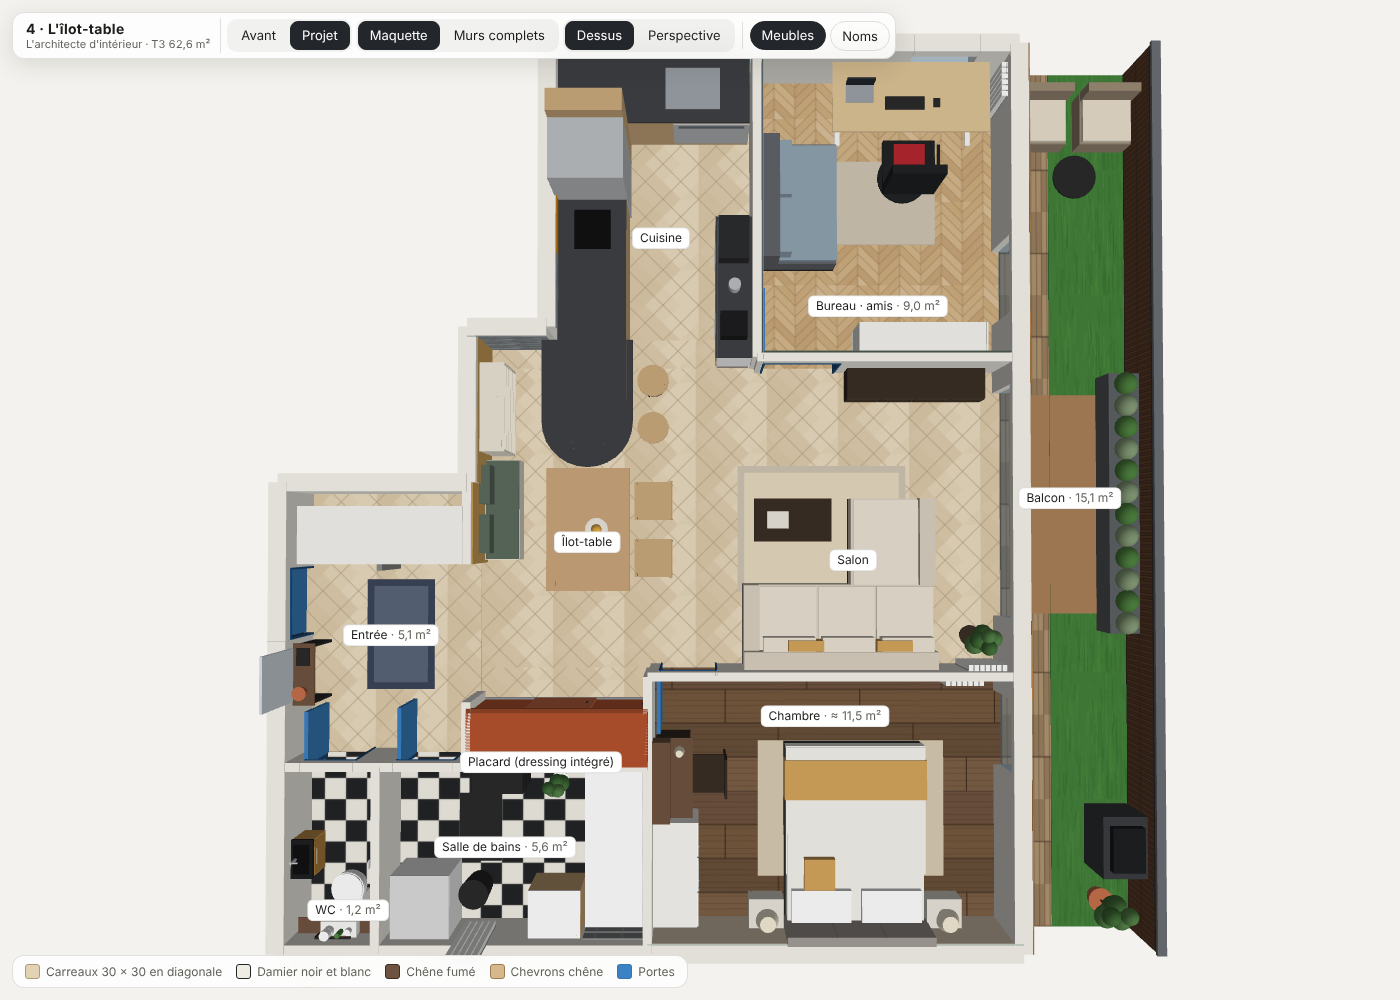 4 · L'îlot-table
L'architecte d'intérieur · T3 62,6 m²
Avant
Projet
Maquette
Murs complets
Dessus
Perspective
Meubles
Noms
Cuisine
Bureau · amis · 9,0 m²
Balcon · 15,1 m²
Îlot-table
Salon
Entrée · 5,1 m²
Chambre · ≈ 11,5 m²
Placard (dressing intégré)
Salle de bains · 5,6 m²
WC · 1,2 m²
Carreaux 30 × 30 en diagonale
Damier noir et blanc
Chêne fumé
Chevrons chêne
Portes